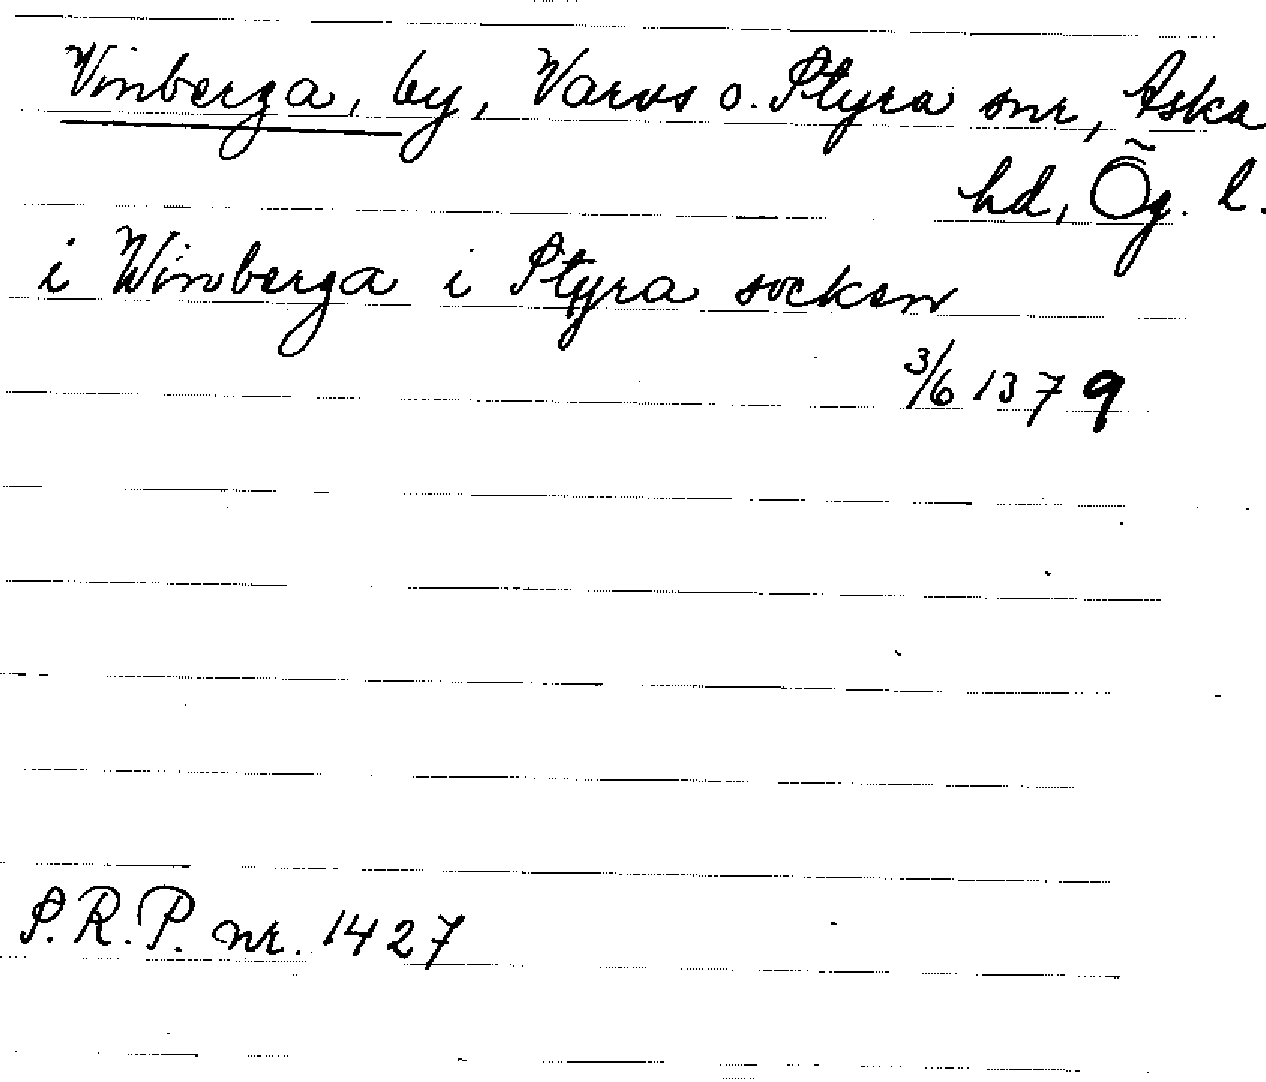 Vinberga, by, Varvs o. Styra snr, Aska
hd, Ög. l.
i Winberga i Styra socken
3/6 1379
S.R.P. nr. 1427